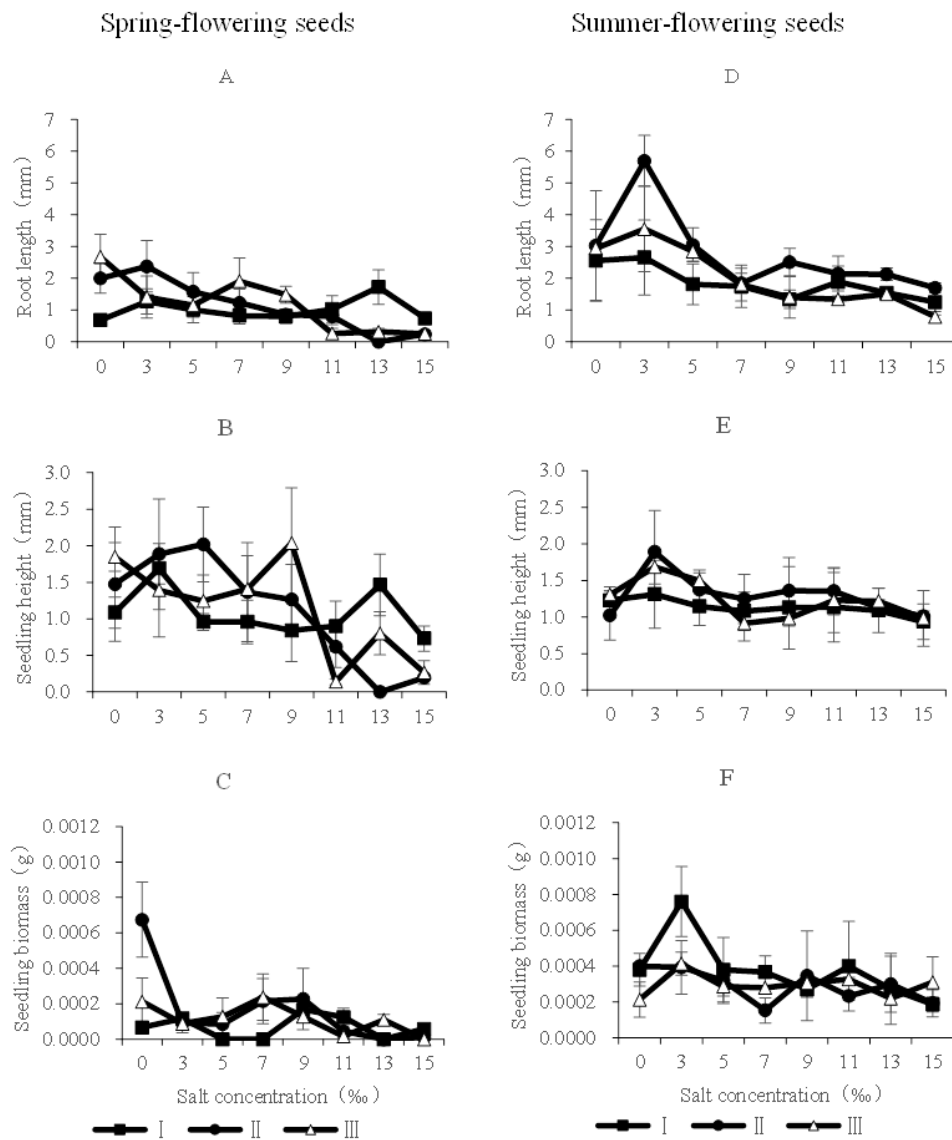 Spring-flowering seeds
Summer-flowering seeds
A
7
6
5
4
3
2
1
0
Root length (mm)
0 3 5 7 9 11 13 15
D
7
6
5
4
3
2
1
0
Root length (mm)
0 3 5 7 9 11 13 15
B
3.0
2.5
2.0
1.5
1.0
0.5
0.0
Seedling height (mm)
0 3 5 7 9 11 13 15
E
3.0
2.5
2.0
1.5
1.0
0.5
0.0
Seedling height (mm)
0 3 5 7 9 11 13 15
C
0.0012
0.0010
0.0008
0.0006
0.0004
0.0002
0.0000
Seedling biomass (g)
0 3 5 7 9 11 13 15
Salt concentration (‰)
Ⅰ Ⅱ Ⅲ
F
0.0012
0.0010
0.0008
0.0006
0.0004
0.0002
0.0000
Seedling biomass (g)
0 3 5 7 9 11 13 15
Salt concentration (‰)
Ⅰ Ⅱ Ⅲ